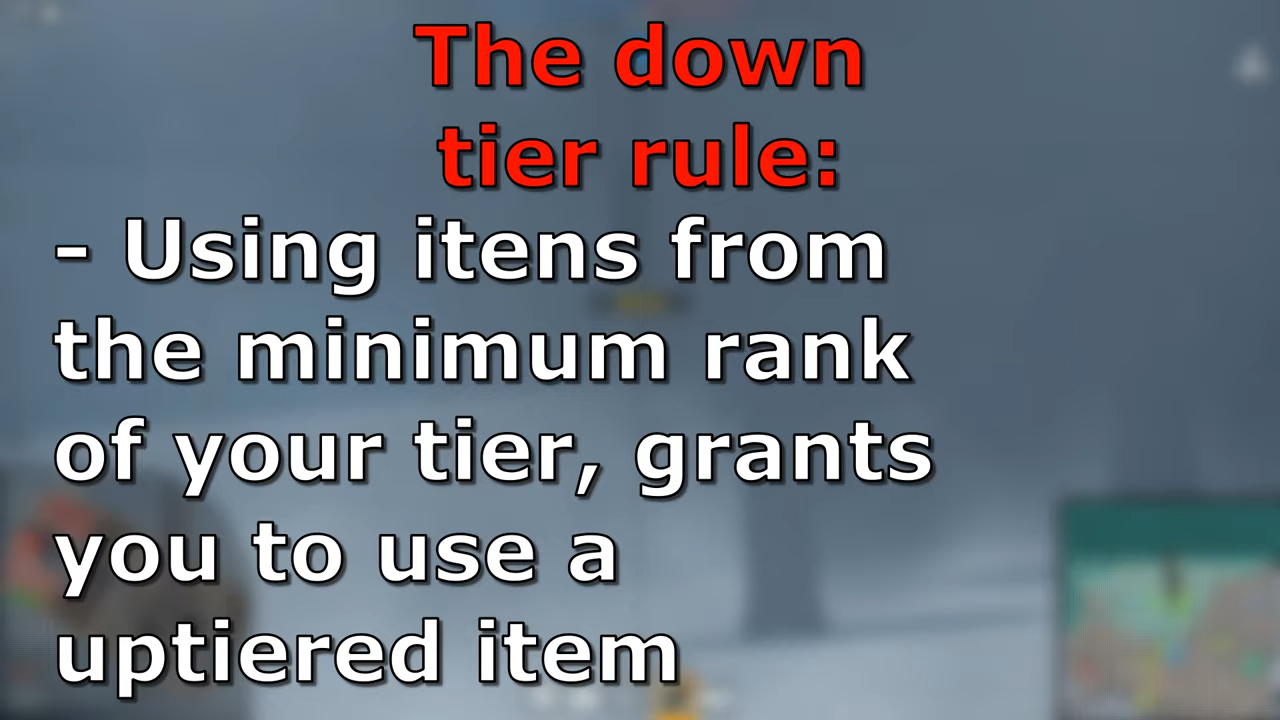 The down
tier rule:
- Using itens from
the minimum rank
of your tier, grants
you to use a
uptiered item